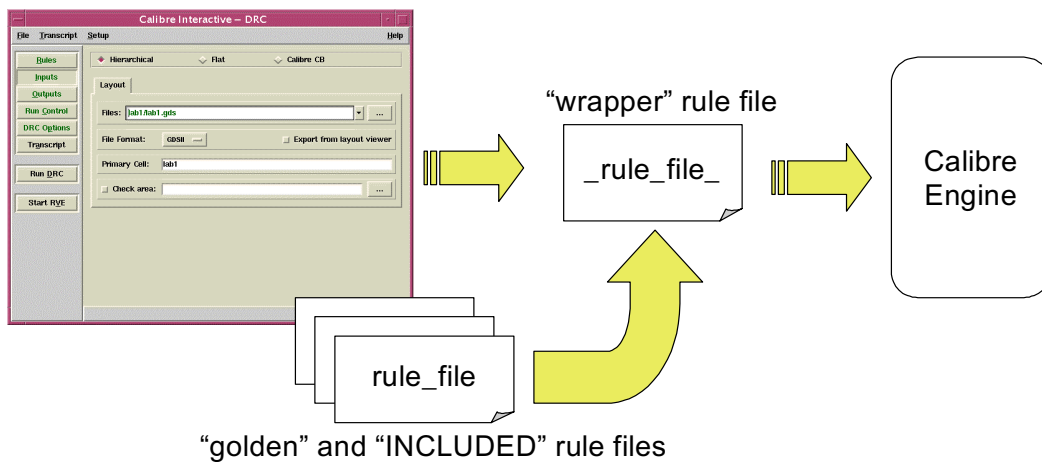 Calibre Interactive – DRC
File Transcript Setup Help
Rules
Inputs
Outputs
Run Control
DRC Options
Transcript
Run DRC
Start RVE
Hierarchical Flat Calibre CB
Layout
Files: lab1/lab1.gds ...
File Format: GDSII Export from layout viewer
Primary Cell: lab1
Check area: ...
“wrapper” rule file
_rule_file_
Calibre
Engine
rule_file
“golden” and “INCLUDED” rule files